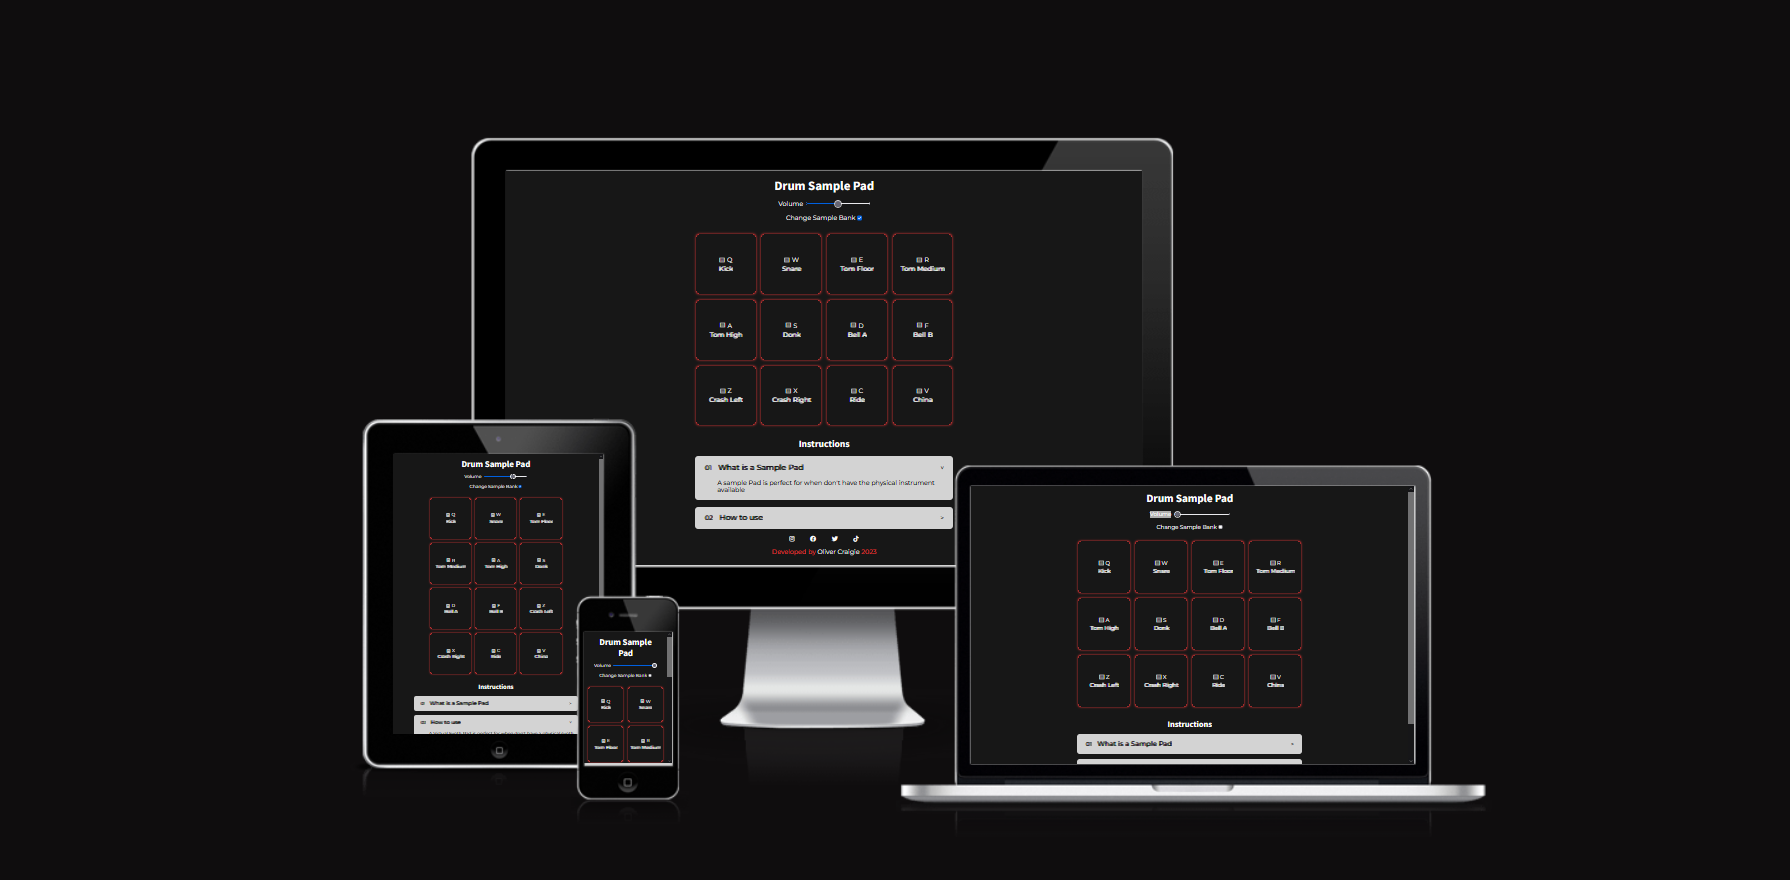 Drum Sample Pad
Volume
Change Sample Bank
Q
Kick
W
Snare
E
Tom Floor
R
Tom Medium
A
Tom High
S
Donk
D
Bell A
F
Bell B
Z
Crash Left
X
Crash Right
C
Ride
V
China
Instructions
01 What is a Sample Pad
A sample Pad is perfect for when don't have the physical instrument
available
02 How to use
Developed by Oliver Craigie 2023
Drum Sample Pad
Volume
Change Sample Bank
Q
Kick
W
Snare
E
Tom Floor
R
Tom Medium
A
Tom High
S
Donk
D
Bell A
F
Bell B
Z
Crash Left
X
Crash Right
C
Ride
V
China
Instructions
01 What is a Sample Pad
02 How to use
Drum Sample
Pad
Volume
Change Sample Bank
Q
Kick
W
Snare
E
Tom Floor
R
Tom Medium
Drum Sample Pad
Volume
Change Sample Bank
Q
Kick
W
Snare
E
Tom Floor
R
Tom Medium
A
Tom High
S
Donk
D
Bell A
F
Bell B
Z
Crash Left
X
Crash Right
C
Ride
V
China
Instructions
01 What is a Sample Pad